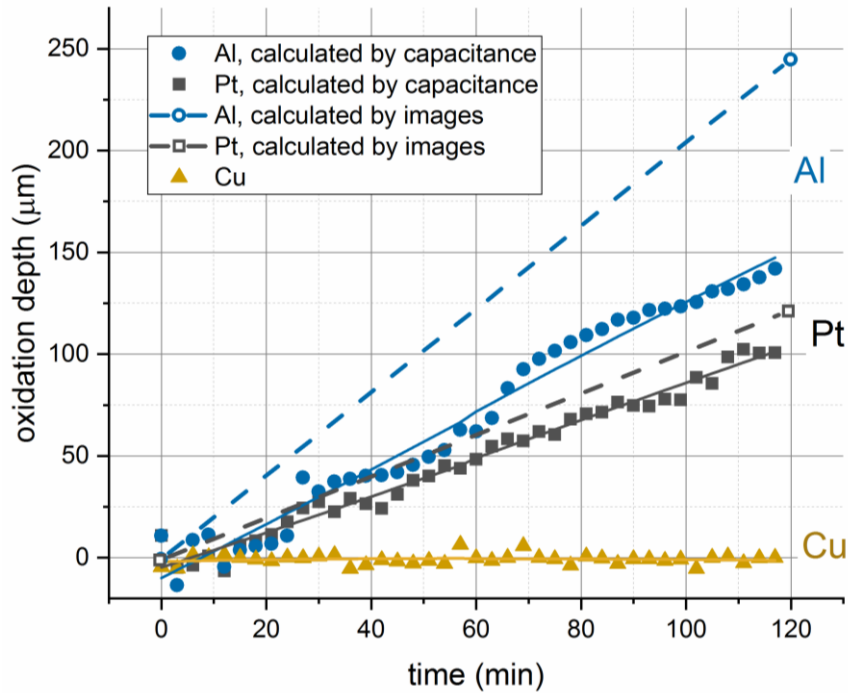 250
200
150
100
50
0
oxidation depth (μm)
Al, calculated by capacitance
Pt, calculated by capacitance
Al, calculated by images
Pt, calculated by images
Cu
Al
Pt
Cu
0 20 40 60 80 100 120
time (min)